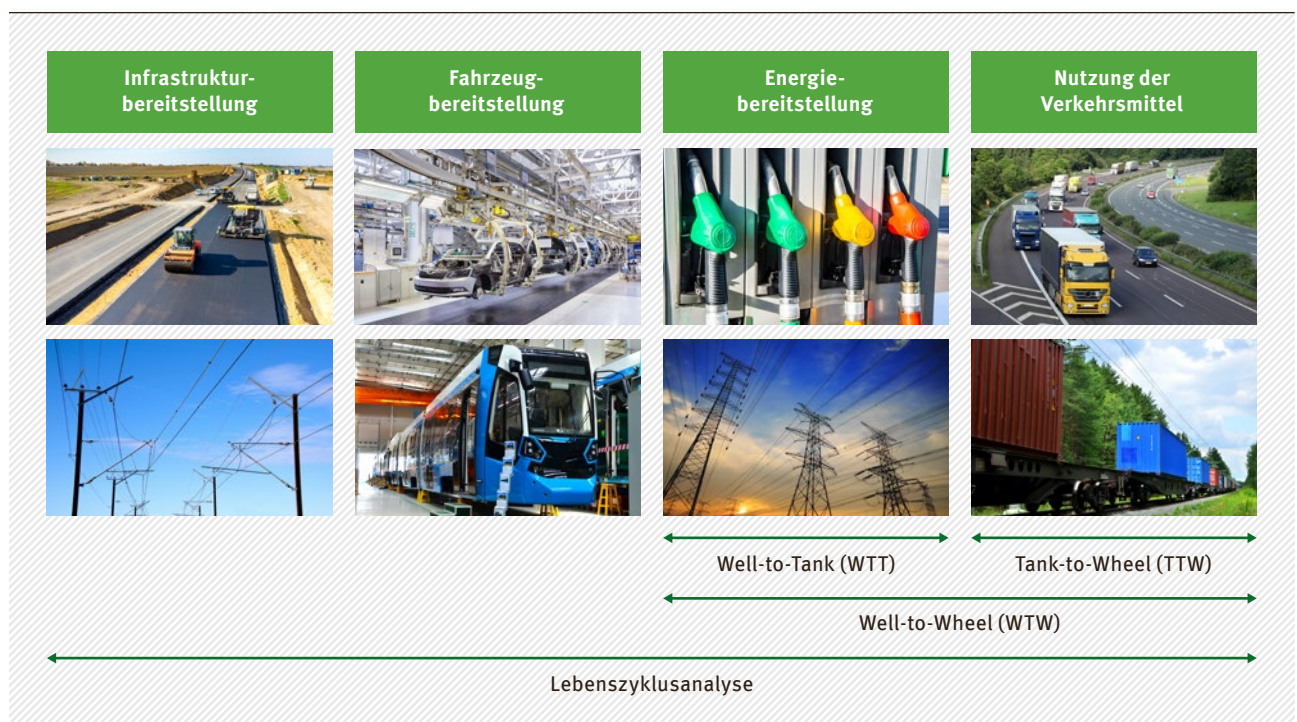 Infrastruktur-
bereitstellung
Fahrzeug-
bereitstellung
Energie-
bereitstellung
Nutzung der
Verkehrsmittel
Well-to-Tank (WTT)
Tank-to-Wheel (TTW)
Well-to-Wheel (WTW)
Lebenszyklusanalyse